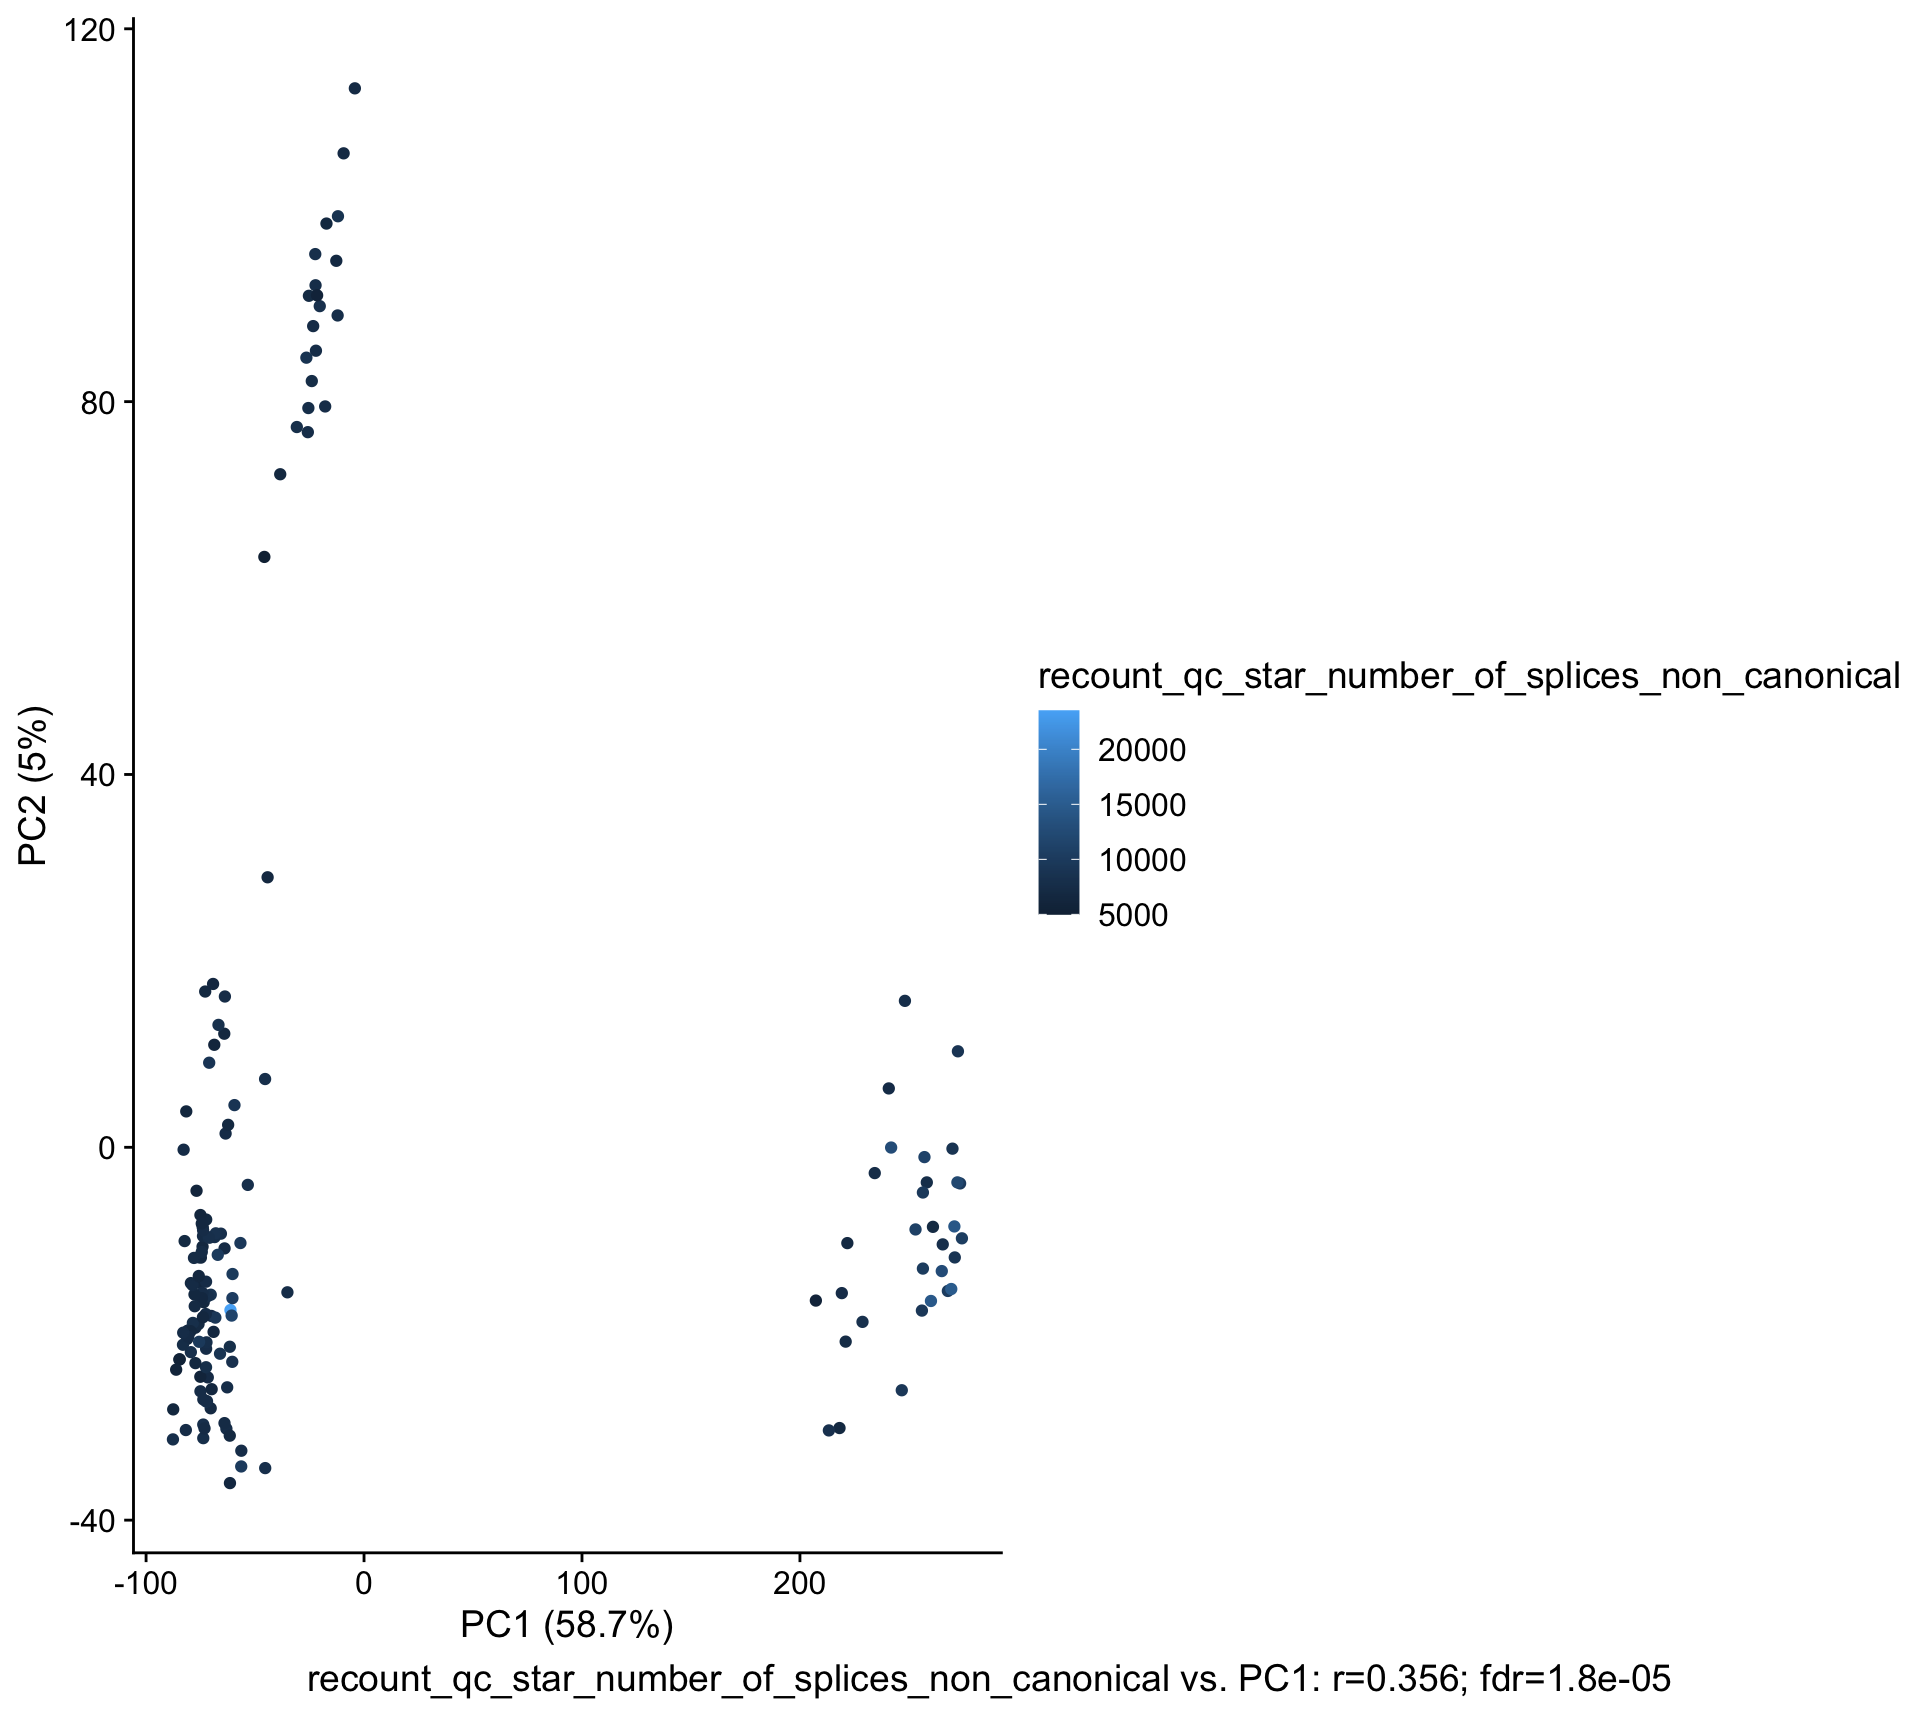 120
80
40
0
-40
PC2 (5%)
-100 0 100 200
PC1 (58.7%)
recount_qc_star_number_of_splices_non_canonical
20000
15000
10000
5000
recount_qc_star_number_of_splices_non_canonical vs. PC1: r=0.356; fdr=1.8e-05